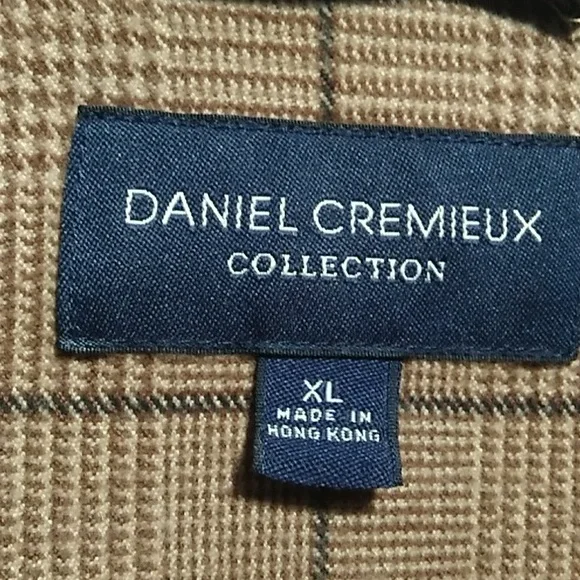 DANIEL CREMIEUX
COLLECTION
XL
MADE IN
HONG KONG